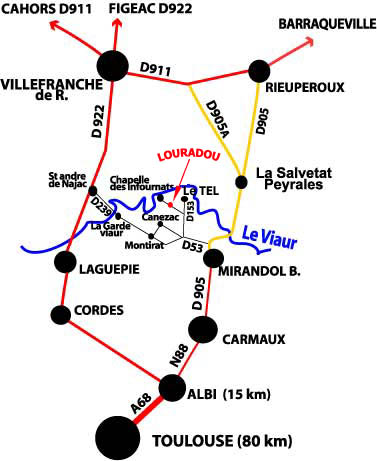 CAHORS D911
FIGEAC D922
BARRAQUEVILLE
VILLEFRANCHE
de R.
D911
RIEUPEROUX
D 922
D905A
D905
LOURADOU
St andre
de Najac
Chapelle
des Infournats
Le TEL
La Salvetat
Peyrales
D239
La Garde
viaur
Canezac
D153
Montirat
D53
Le Viaur
LAGUEPIE
MIRANDOL B.
D 905
CORDES
CARMAUX
N88
ALBI (15 km)
A68
TOULOUSE (80 km)